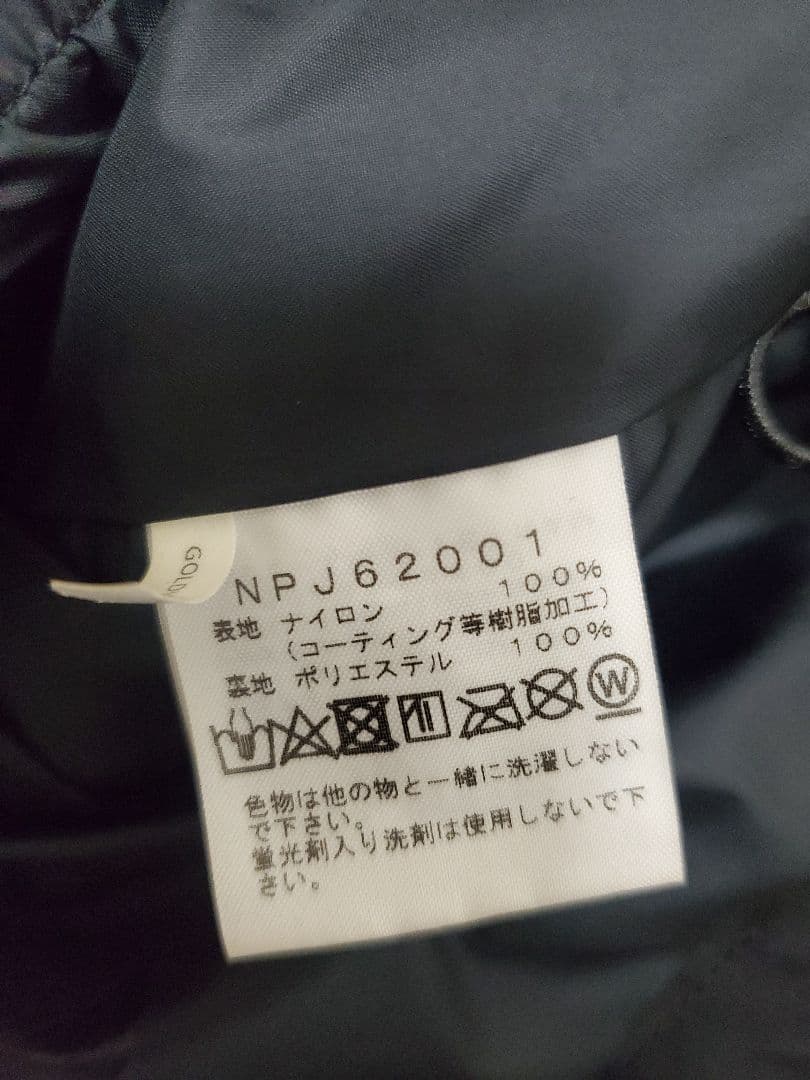 GOLD
NPJ62001
表地 ナイロン 100%
(コーティング等樹脂加工)
裏地 ポリエステル 100%
W
色物は他の物と一緒に洗濯しない
で下さい。
蛍光剤入り洗剤は使用しないで下
さい。